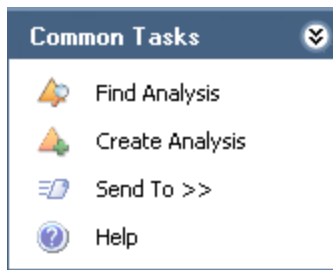 Common Tasks
Find Analysis
Create Analysis
Send To >>
Help